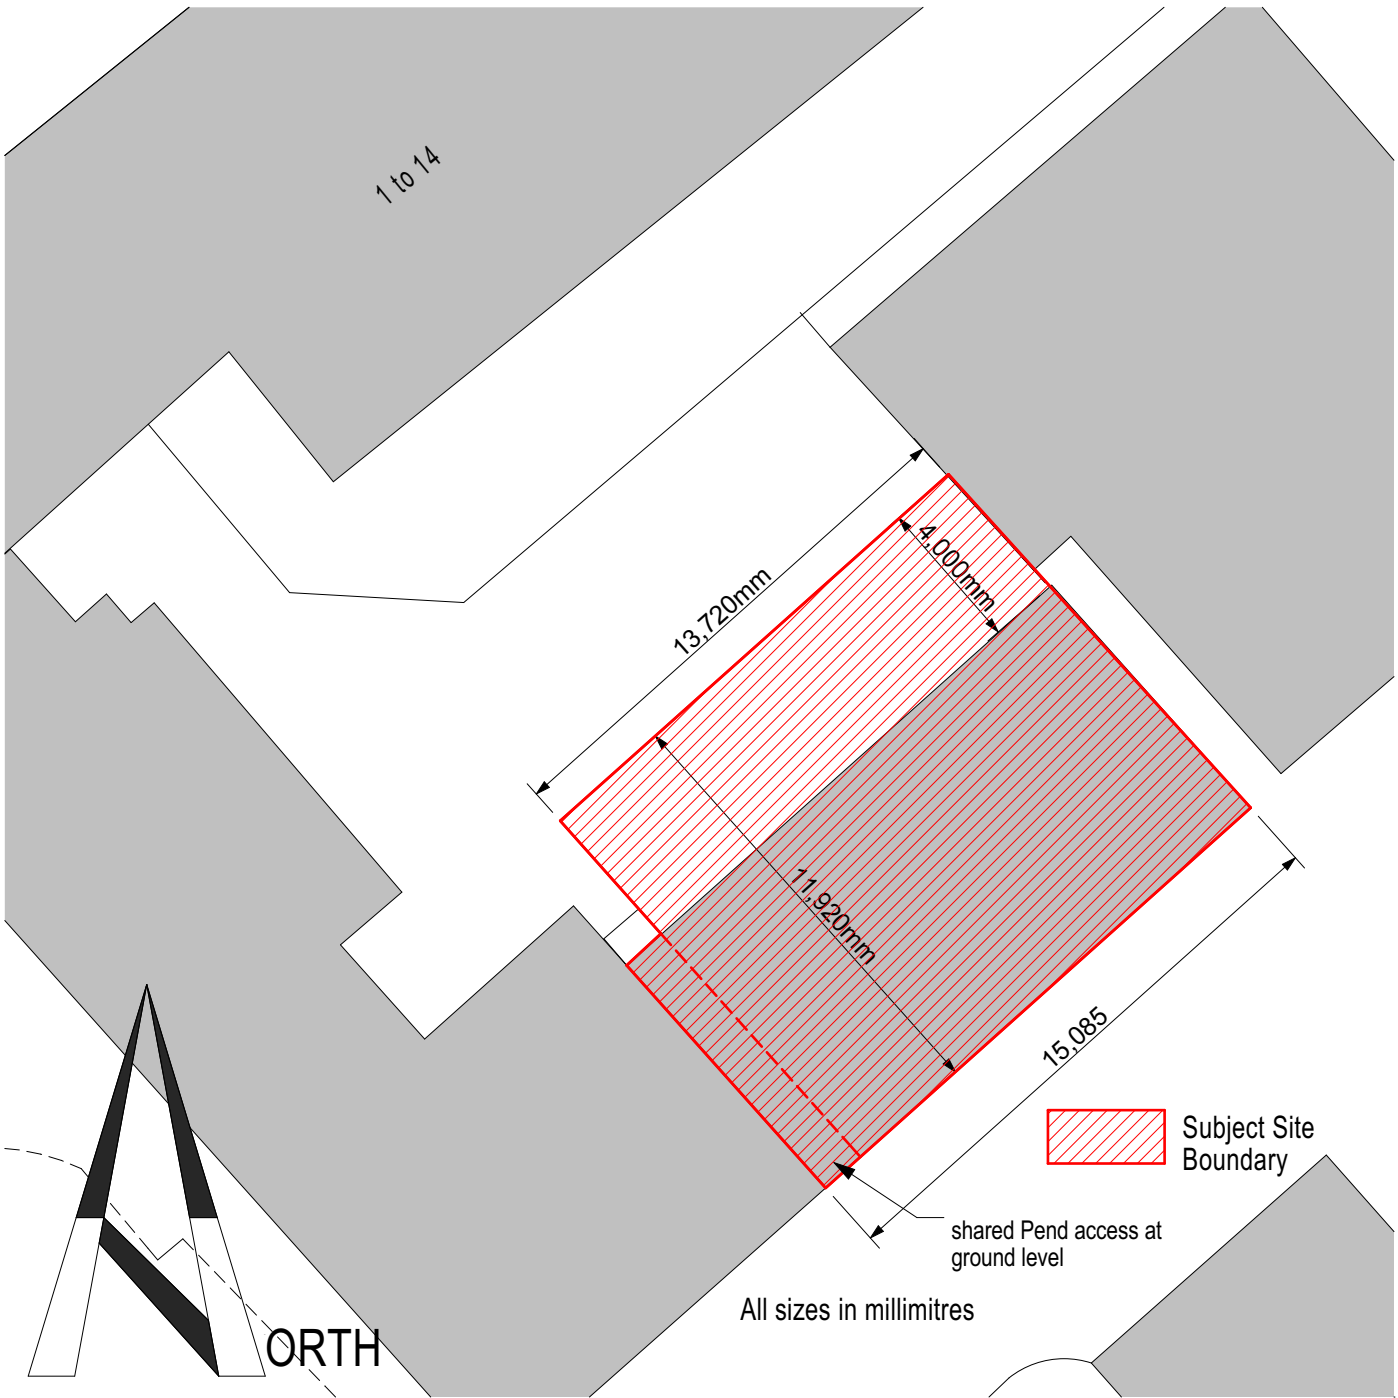 1 to 14
4,000mm
13,720mm
11,920mm
15,085
Subject Site
Boundary
shared Pend access at
ground level
All sizes in millimitres
NORTH